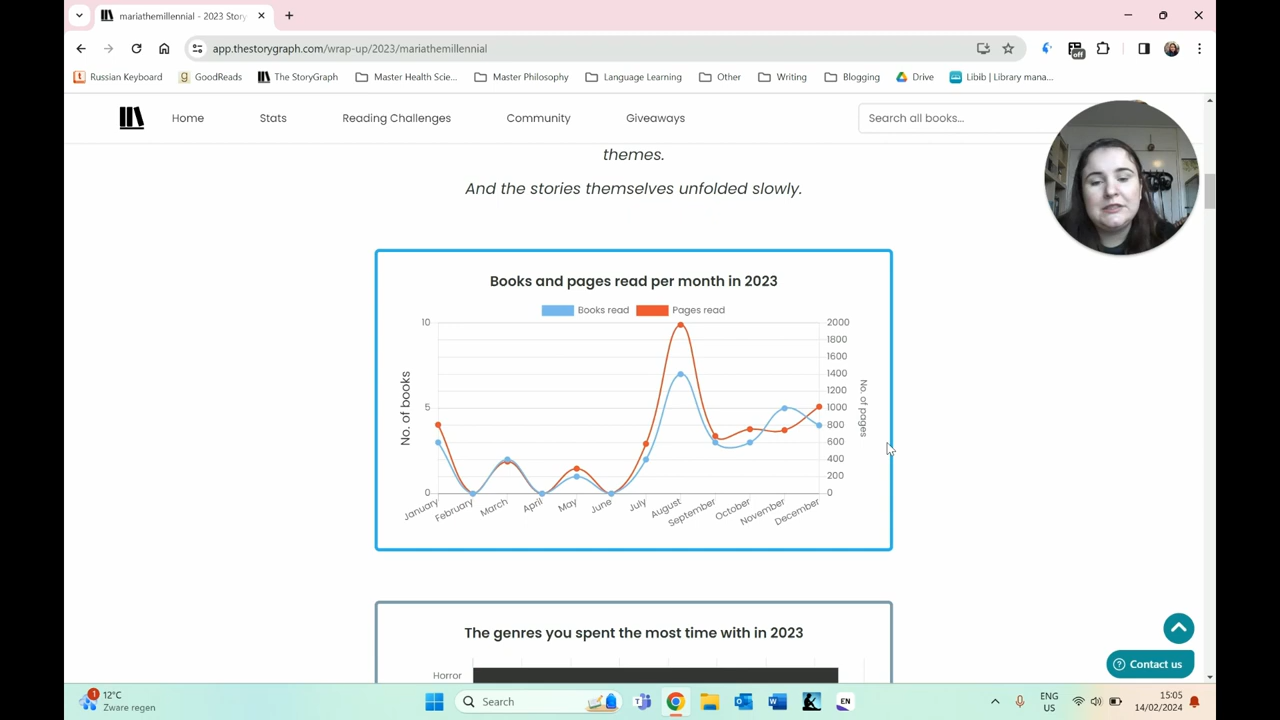 mariathemillennial - 2023 Story
app.thestorygraph.com/wrap-up/2023/mariathemillennial
off
Russian Keyboard
GoodReads
The StoryGraph
Master Health Scie...
Master Philosophy
Language Learning
Other
Writing
Blogging
Drive
Libib | Library mana...
Home
Stats
Reading Challenges
Community
Giveaways
Search all books...
themes.
And the stories themselves unfolded slowly.
Books and pages read per month in 2023
Books read
Pages read
No. of books
10
5
0
2000
1800
1600
1400
1200
1000
800
600
400
200
0
No. of pages
January
February
March
April
May
June
July
August
September
October
November
December
The genres you spent the most time with in 2023
Horror
Contact us
1
12°C
Zware regen
Search
EN
ENG
US
15:05
14/02/2024